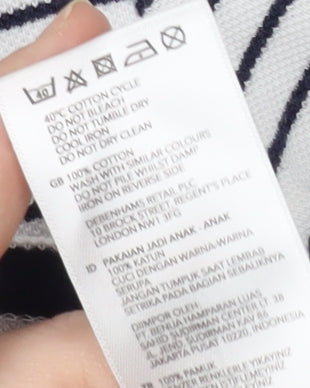 40
40°C COTTON CYCLE
DO NOT BLEACH
DO NOT TUMBLE DRY
COOL IRON
DO NOT DRY CLEAN
GB 100% COTTON
WASH WITH SIMILAR COLOURS
DO NOT PILE WHILST DAMP
IRON ON REVERSE SIDE
DEBENHAMS RETAIL PLC
10 BROCK STREET, REGENT'S PLACE
LONDON NW1 3FG
ID PAKAIAN JADI ANAK - ANAK
100% KATUN
CUCI DENGAN WARNA-WARNA
SERUPA
JANGAN TUMPUK SAAT LEMBAB
SETRIKA PADA BAGIAN SEBALIKNYA
DIIMPOR OLEH:
PT BENUA HAMPARAN LUAS
SAHID SUDIRMAN CENTER LT 38
JL. JEND. SUDIRMAN KAV 86
JAKARTA PUSAT 10220, INDONESIA
TR 100% PAMUK
YIKAYINIZ